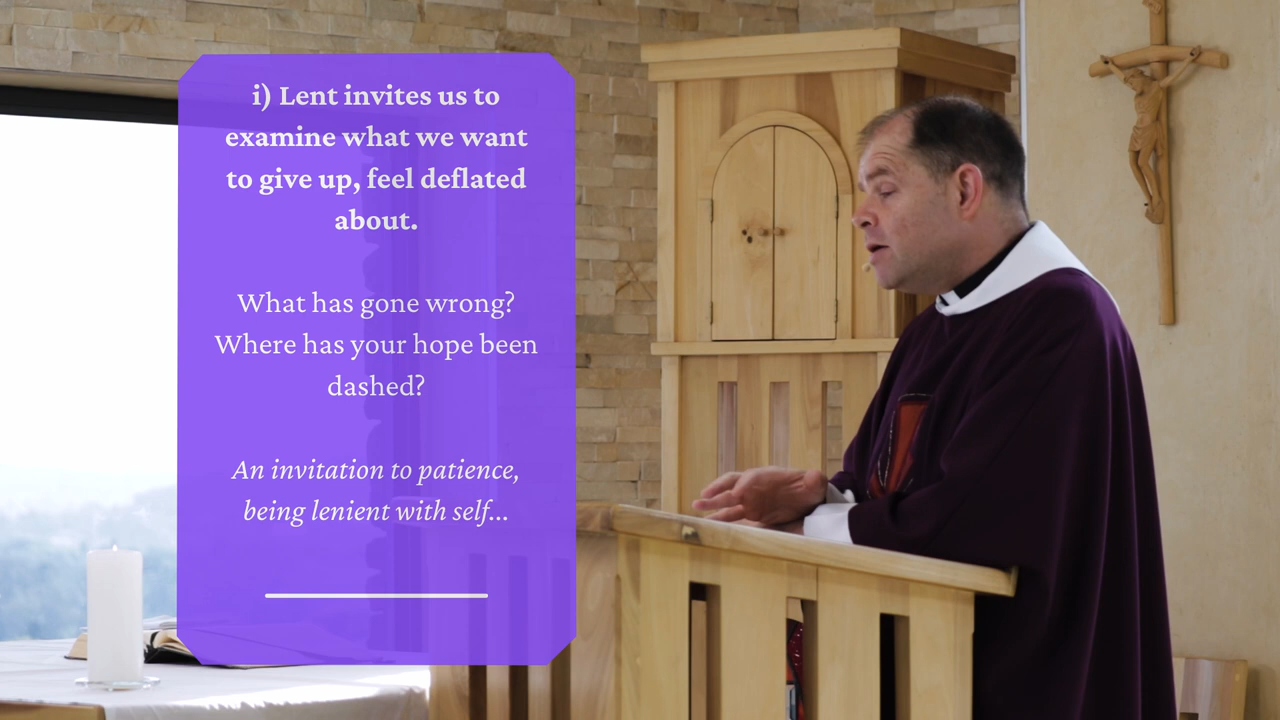 i) Lent invites us to
examine what we want
to give up, feel deflated
about.
What has gone wrong?
Where has your hope been
dashed?
An invitation to patience,
being lenient with self...